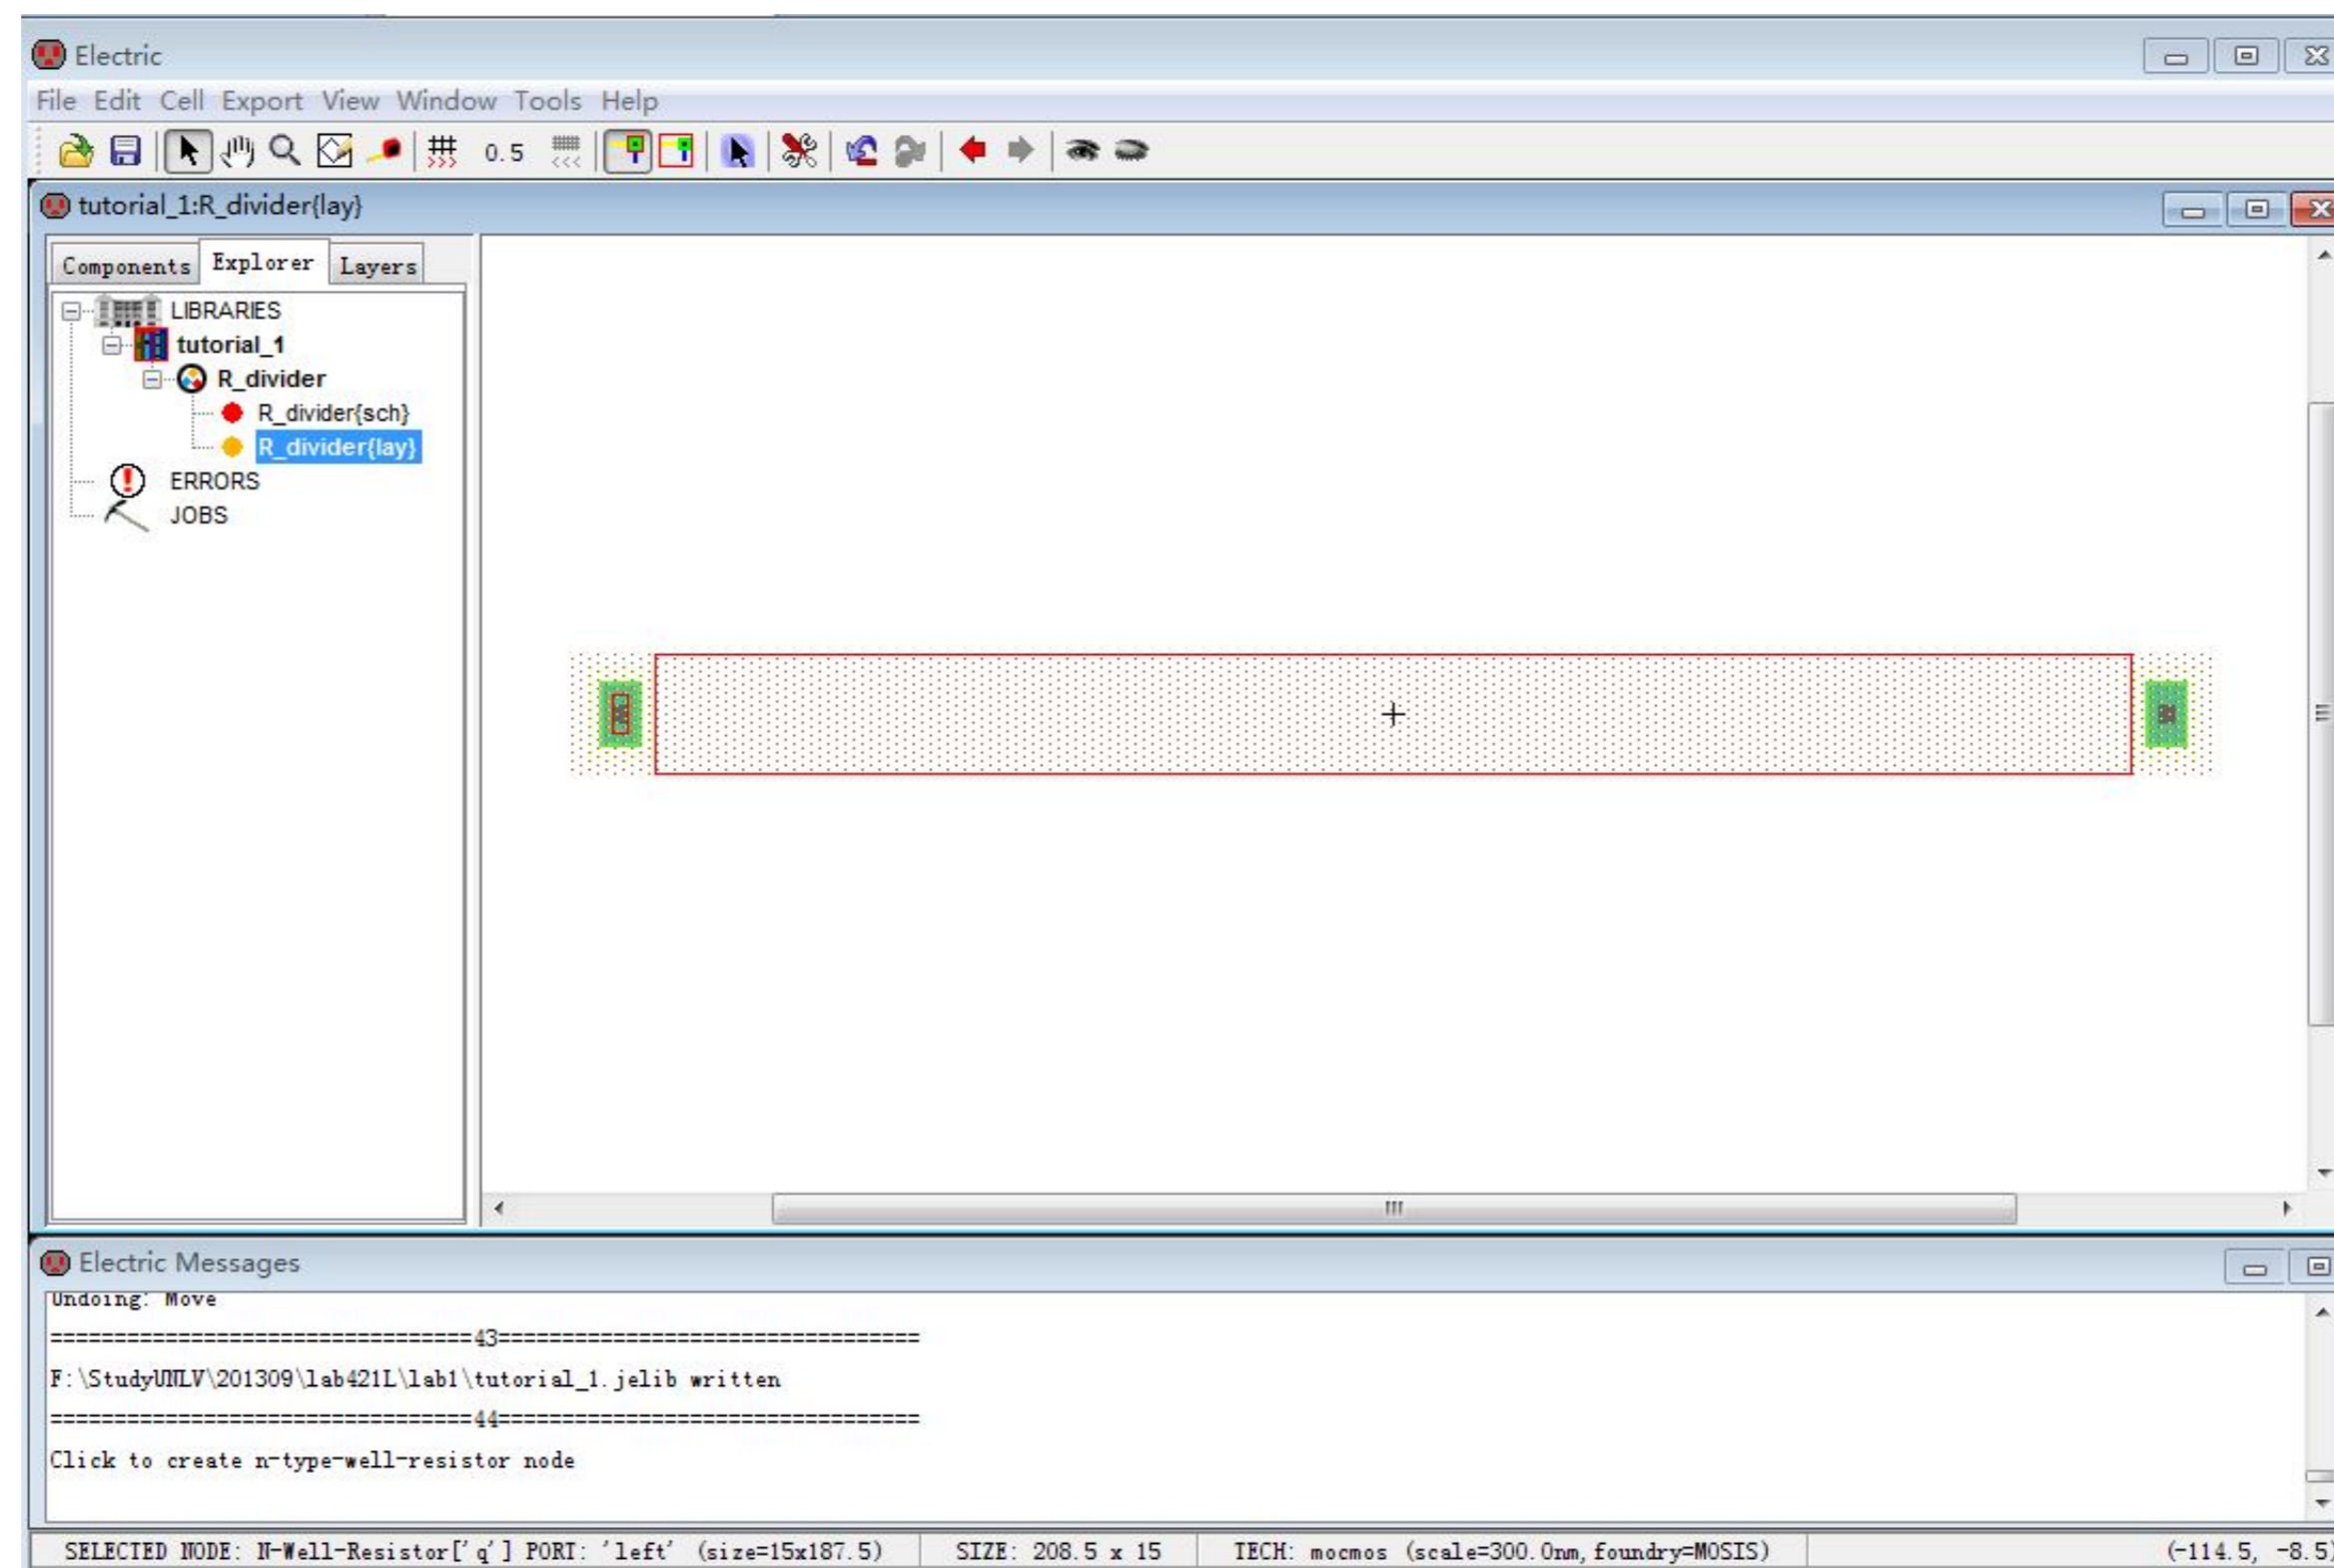 Electric
File Edit Cell Export View Window Tools Help
0.5
tutorial_1:R_divider{lay}
Components Explorer Layers
LIBRARIES
tutorial_1
R_divider
R_divider{sch}
R_divider{lay}
ERRORS
JOBS
Electric Messages
Undoing: Move
=================================43=================================
F:\StudyUNLV\201309\lab421L\lab1\tutorial_1.jelib written
=================================44=================================
Click to create n-type-well-resistor node
SELECTED NODE: N-Well-Resistor['q'] PORT: 'left' (size=15x187.5) SIZE: 208.5 x 15 TECH: mocmos (scale=300.0nm,foundry=MOSIS) (-114.5, -8.5)